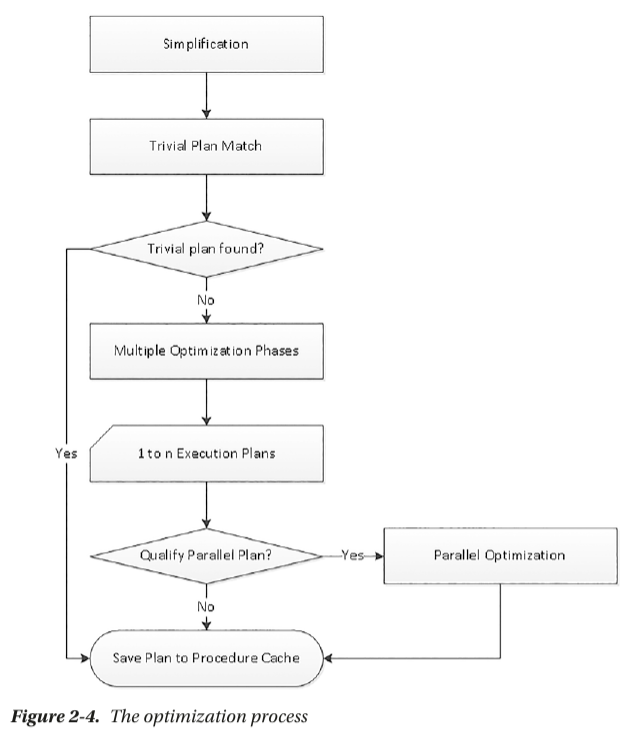 Simplification
Trivial Plan Match
Trivial plan found?
No
Multiple Optimization Phases
Yes
1 to n Execution Plans
Qualify Parallel Plan?
Yes
Parallel Optimization
No
Save Plan to Procedure Cache
Figure 2-4. The optimization process